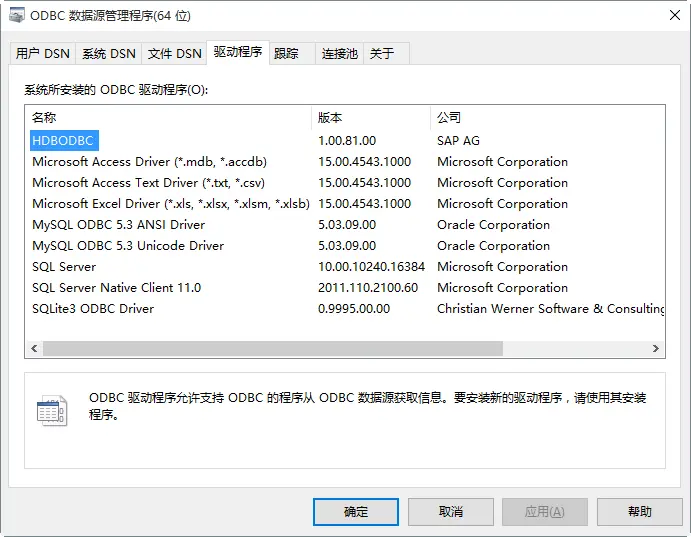 ODBC 数据源管理程序(64 位)
用户 DSN 系统 DSN 文件 DSN 驱动程序 跟踪 连接池 关于
系统所安装的 ODBC 驱动程序(O):
名称 版本 公司
HDBODBC 1.00.81.00 SAP AG
Microsoft Access Driver (*.mdb, *.accdb) 15.00.4543.1000 Microsoft Corporation
Microsoft Access Text Driver (*.txt, *.csv) 15.00.4543.1000 Microsoft Corporation
Microsoft Excel Driver (*.xls, *.xlsx, *.xlsm, *.xlsb) 15.00.4543.1000 Microsoft Corporation
MySQL ODBC 5.3 ANSI Driver 5.03.09.00 Oracle Corporation
MySQL ODBC 5.3 Unicode Driver 5.03.09.00 Oracle Corporation
SQL Server 10.00.10240.16384 Microsoft Corporation
SQL Server Native Client 11.0 2011.110.2100.60 Microsoft Corporation
SQLite3 ODBC Driver 0.9995.00.00 Christian Werner Software & Consulting
ODBC 驱动程序允许支持 ODBC 的程序从 ODBC 数据源获取信息。要安装新的驱动程序，请使用其安装
程序。
确定 取消 应用(A) 帮助